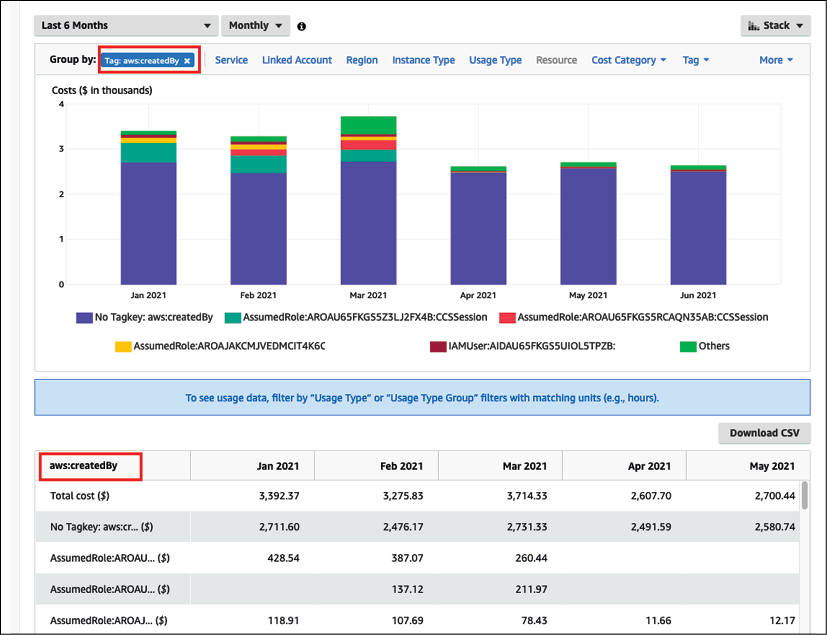 Last 6 Months Monthly Stack
Group by: Tag: aws:createdBy × Service Linked Account Region Instance Type Usage Type Resource Cost Category Tag More
Costs ($ in thousands)
4
3
2
1
0
Jan 2021 Feb 2021 Mar 2021 Apr 2021 May 2021 Jun 2021
No Tagkey: aws:createdBy AssumedRole:AROAU65FKGS5Z3LJ2FX4B:CCSSession AssumedRole:AROAU65FKGS5RCAQN35AB:CCSSession
AssumedRole:AROAJAKCMJVEDMCIT4K6C IAMUser:AIDAU65FKGS5UIOL5TPZB: Others
To see usage data, filter by “Usage Type” or “Usage Type Group” filters with matching units (e.g., hours).
Download CSV
aws:createdBy Jan 2021 Feb 2021 Mar 2021 Apr 2021 May 2021
Total cost ($) 3,392.37 3,275.83 3,714.33 2,607.70 2,700.44
No Tagkey: aws:cr... ($) 2,711.60 2,476.17 2,731.33 2,491.59 2,580.74
AssumedRole:AROAU... ($) 428.54 387.07 260.44
AssumedRole:AROAU... ($) 137.12 211.97
AssumedRole:AROAJ... ($) 118.91 107.69 78.43 11.66 12.17